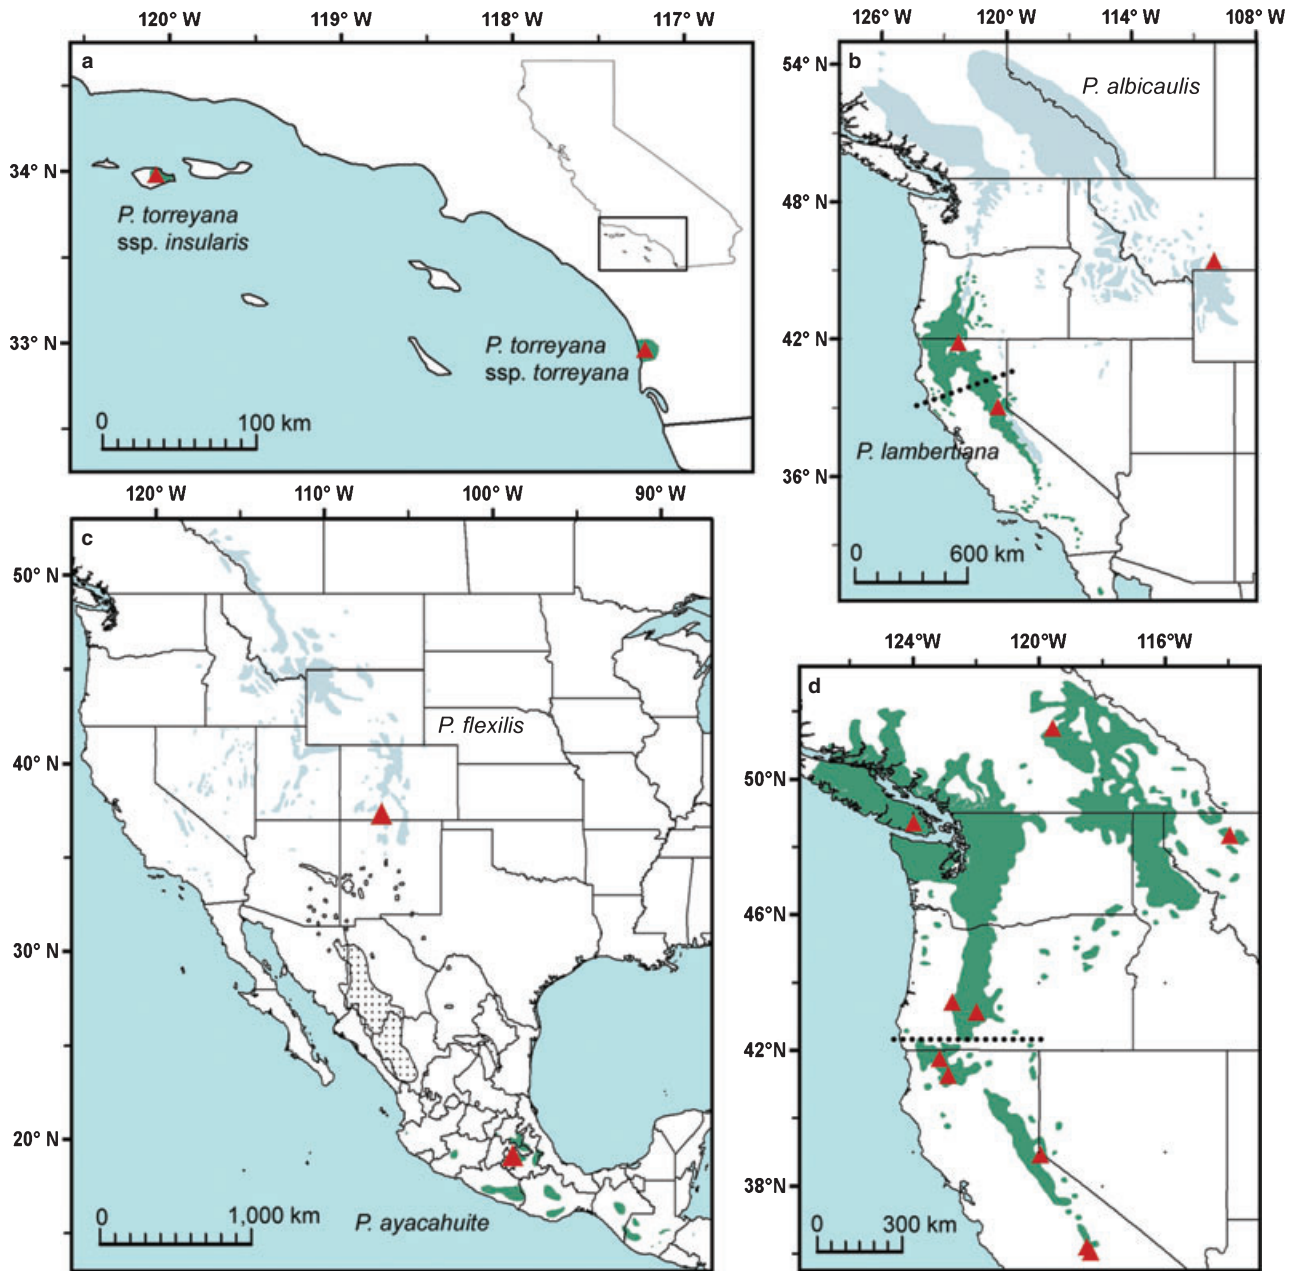 120° W 119° W 118° W 117° W
a
34° N
33° N
P. torreyana
ssp. insularis
P. torreyana
ssp. torreyana
0 100 km
126° W 120° W 114° W 108° W
b
54° N
48° N
42° N
36° N
P. albicaulis
P. lambertiana
0 600 km
120° W 110° W 100° W 90° W
c
50° N
40° N
30° N
20° N
P. flexilis
P. ayacahuite
0 1,000 km
124°W 120°W 116°W
d
50°N
46°N
42°N
38°N
0 300 km